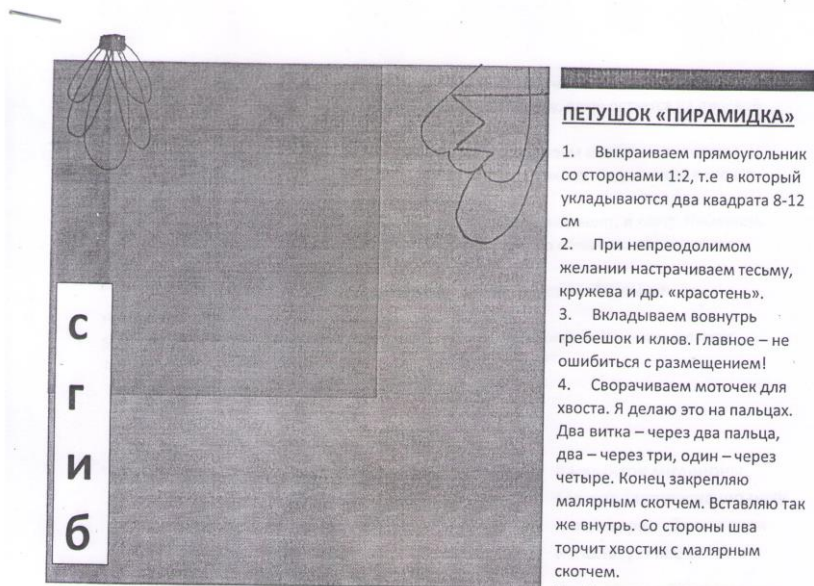 с
г
и
б
ПЕТУШОК «ПИРАМИДКА»
1. Выкраиваем прямоугольник
со сторонами 1:2, т.е в который
укладываются два квадрата 8-12
см
2. При непреодолимом
желании настрачиваем тесьму,
кружева и др. «красотень».
3. Вкладываем вовнутрь
гребешок и клюв. Главное – не
ошибиться с размещением!
4. Сворачиваем моточек для
хвоста. Я делаю это на пальцах.
Два витка – через два пальца,
два – через три, один – через
четыре. Конец закрепляю
малярным скотчем. Вставляю так
же внутрь. Со стороны шва
торчит хвостик с малярным
скотчем.